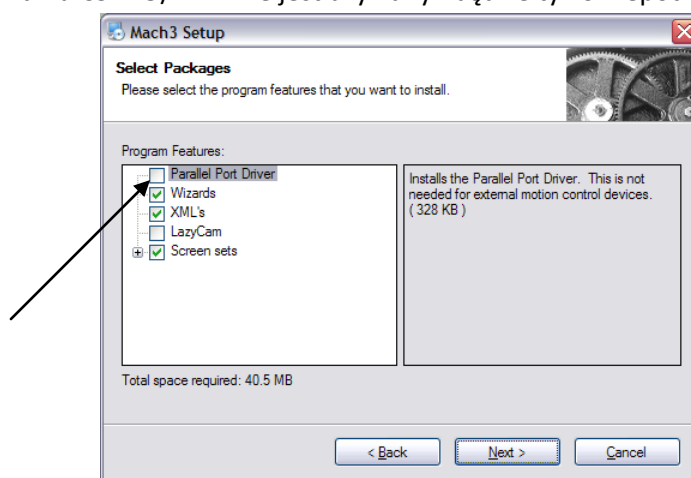 Mach3 Setup
Select Packages
Please select the program features that you want to install.
Program Features:
Parallel Port Driver
Wizards
XML's
LazyCam
Screen sets
Installs the Parallel Port Driver. This is not
needed for external motion control devices.
( 328 KB )
Total space required: 40.5 MB
< Back
Next >
Cancel